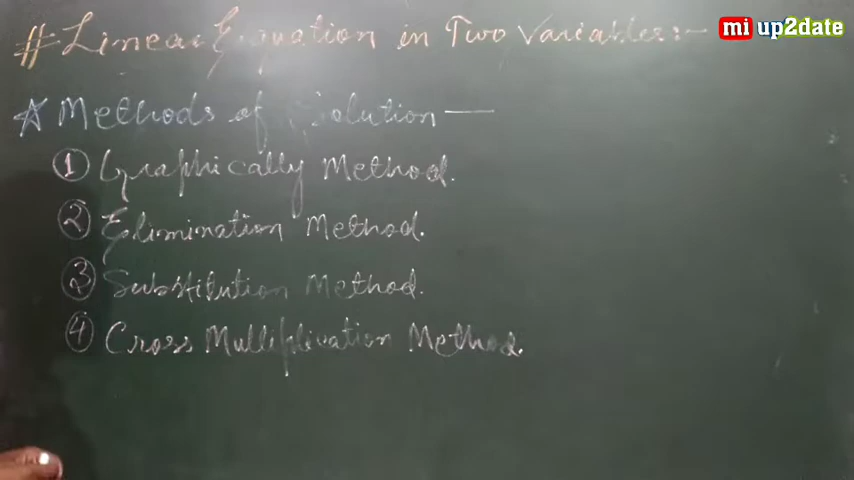 mi up2date
# Linear Equation in Two Variables:-
☆ Methods of Solution —
① Graphically Method.
② Elimination Method.
③ Substitution Method.
④ Cross Multiplication Method.